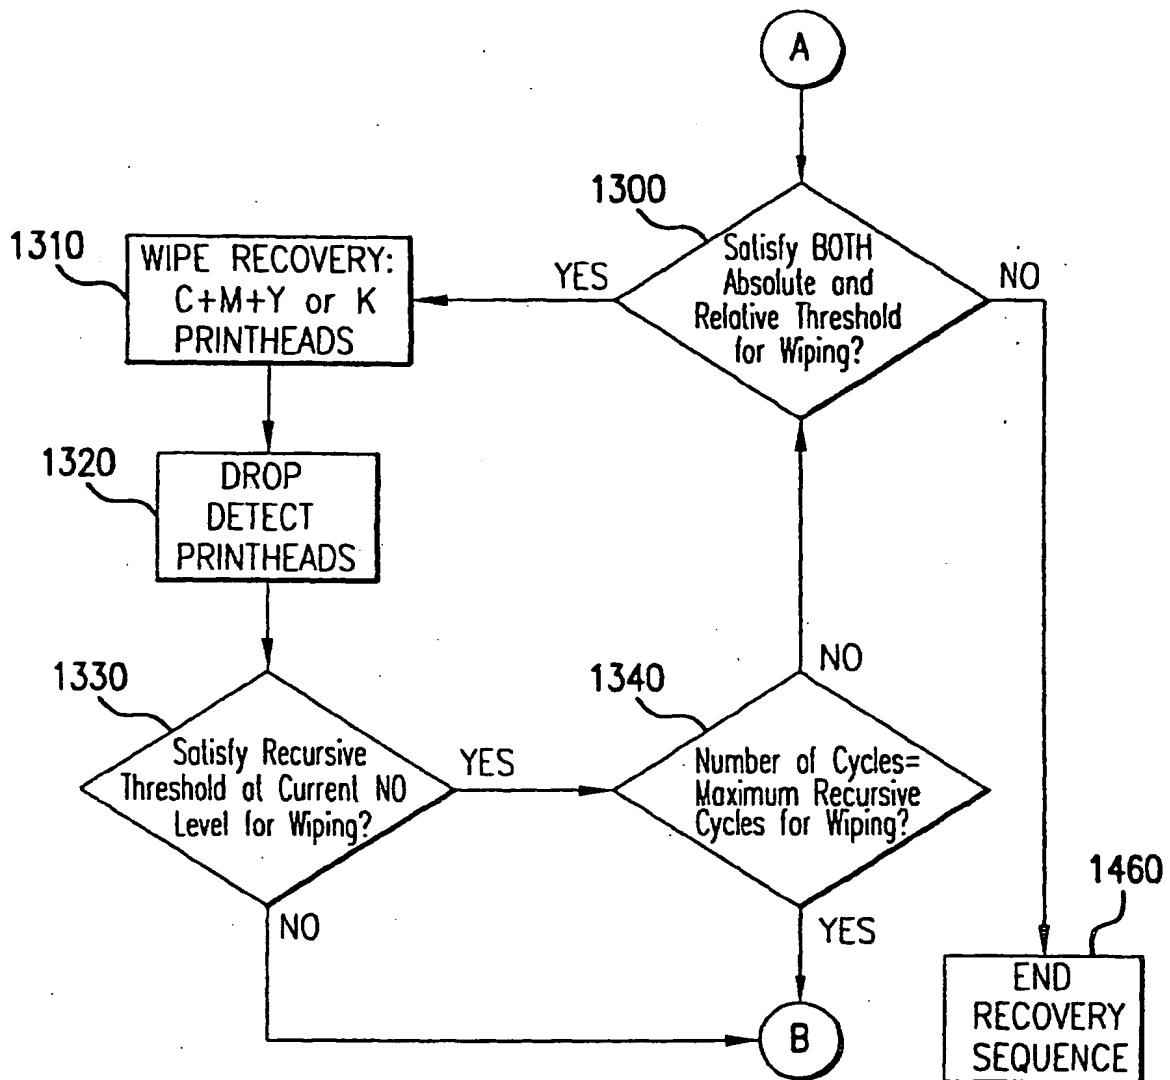 A
1300
Satisfy BOTH
Absolute and
Relative Threshold
for Wiping?
YES
NO
1310
WIPE RECOVERY:
C+M+Y or K
PRINTHEADS
1320
DROP
DETECT
PRINTHEADS
1330
Satisfy Recursive
Threshold at Current NO
Level for Wiping?
YES
NO
1340
Number of Cycles=
Maximum Recursive
Cycles for Wiping?
NO
YES
B
1460
END
RECOVERY
SEQUENCE